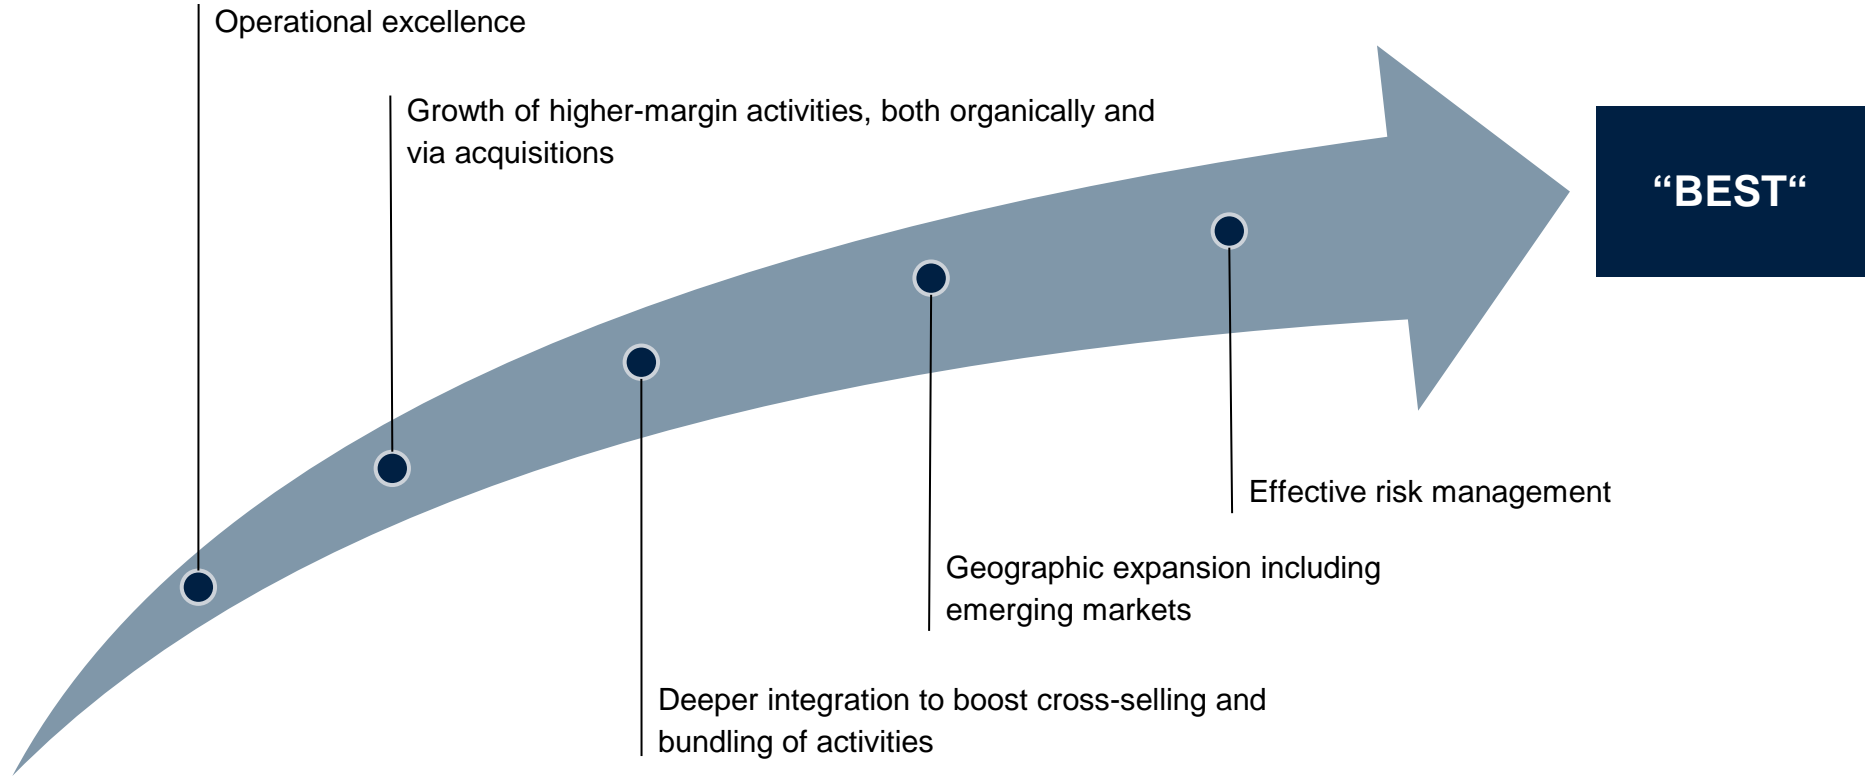 Operational excellence
Growth of higher-margin activities, both organically and
via acquisitions
“BEST“
Effective risk management
Geographic expansion including
emerging markets
Deeper integration to boost cross-selling and
bundling of activities